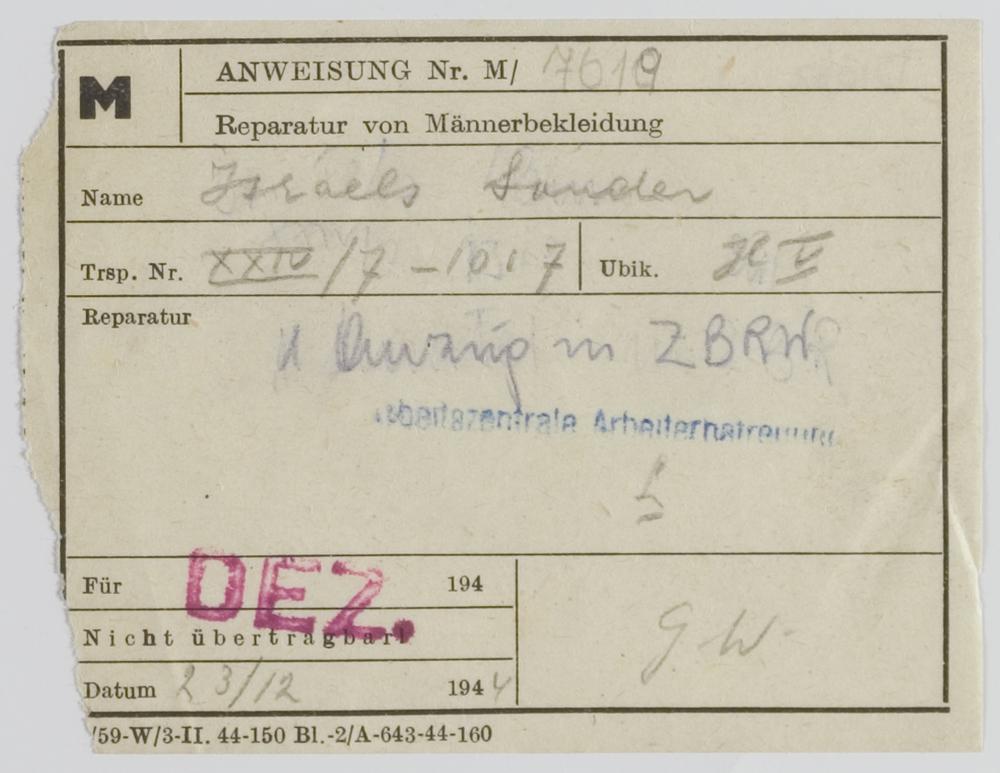 M
ANWEISUNG Nr. M/ 7619
Reparatur von Männerbekleidung
Name Israels Sander
Trsp. Nr. XXIV/7 - 1017 Ubik. V
Reparatur
1 Anzug in ZBRW
Arbeitszentrale Arbeiterbetreuung
Für DEZ. 194
Nicht übertragbar!
Datum 23/12 1944
G.W.
/59-W/3-II. 44-150 Bl.-2/A-643-44-160